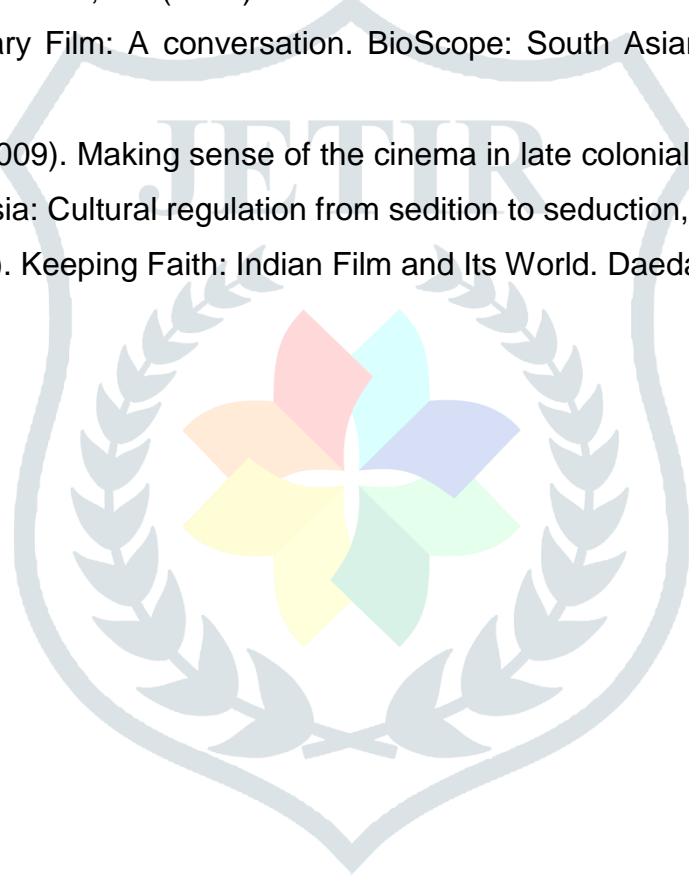 ary Film: A conversation. BioScope: South Asian
JETIR
009). Making sense of the cinema in late colonial
sia: Cultural regulation from sedition to seduction,
). Keeping Faith: Indian Film and Its World. Daeda